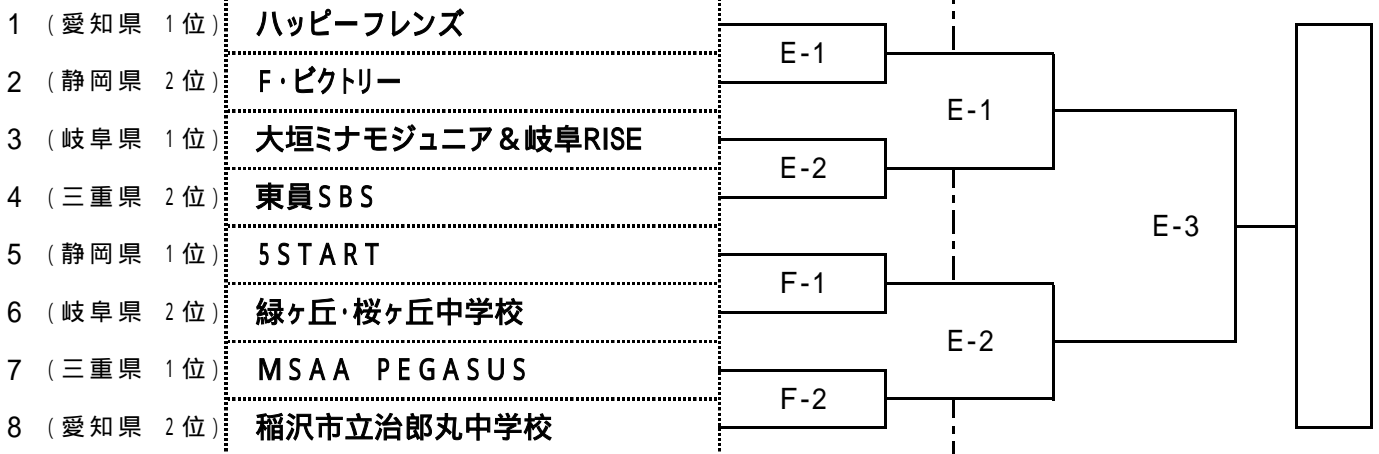 1 (愛知県 1位) ハッピーフレンズ
E-1
2 (静岡県 2位) F・ビクトリー
E-1
3 (岐阜県 1位) 大垣ミナモジュニア&岐阜RISE
E-2
4 (三重県 2位) 東員SBS
E-3
5 (静岡県 1位) 5START
F-1
6 (岐阜県 2位) 緑ヶ丘・桜ヶ丘中学校
E-2
7 (三重県 1位) MSAA PEGASUS
F-2
8 (愛知県 2位) 稲沢市立治郎丸中学校